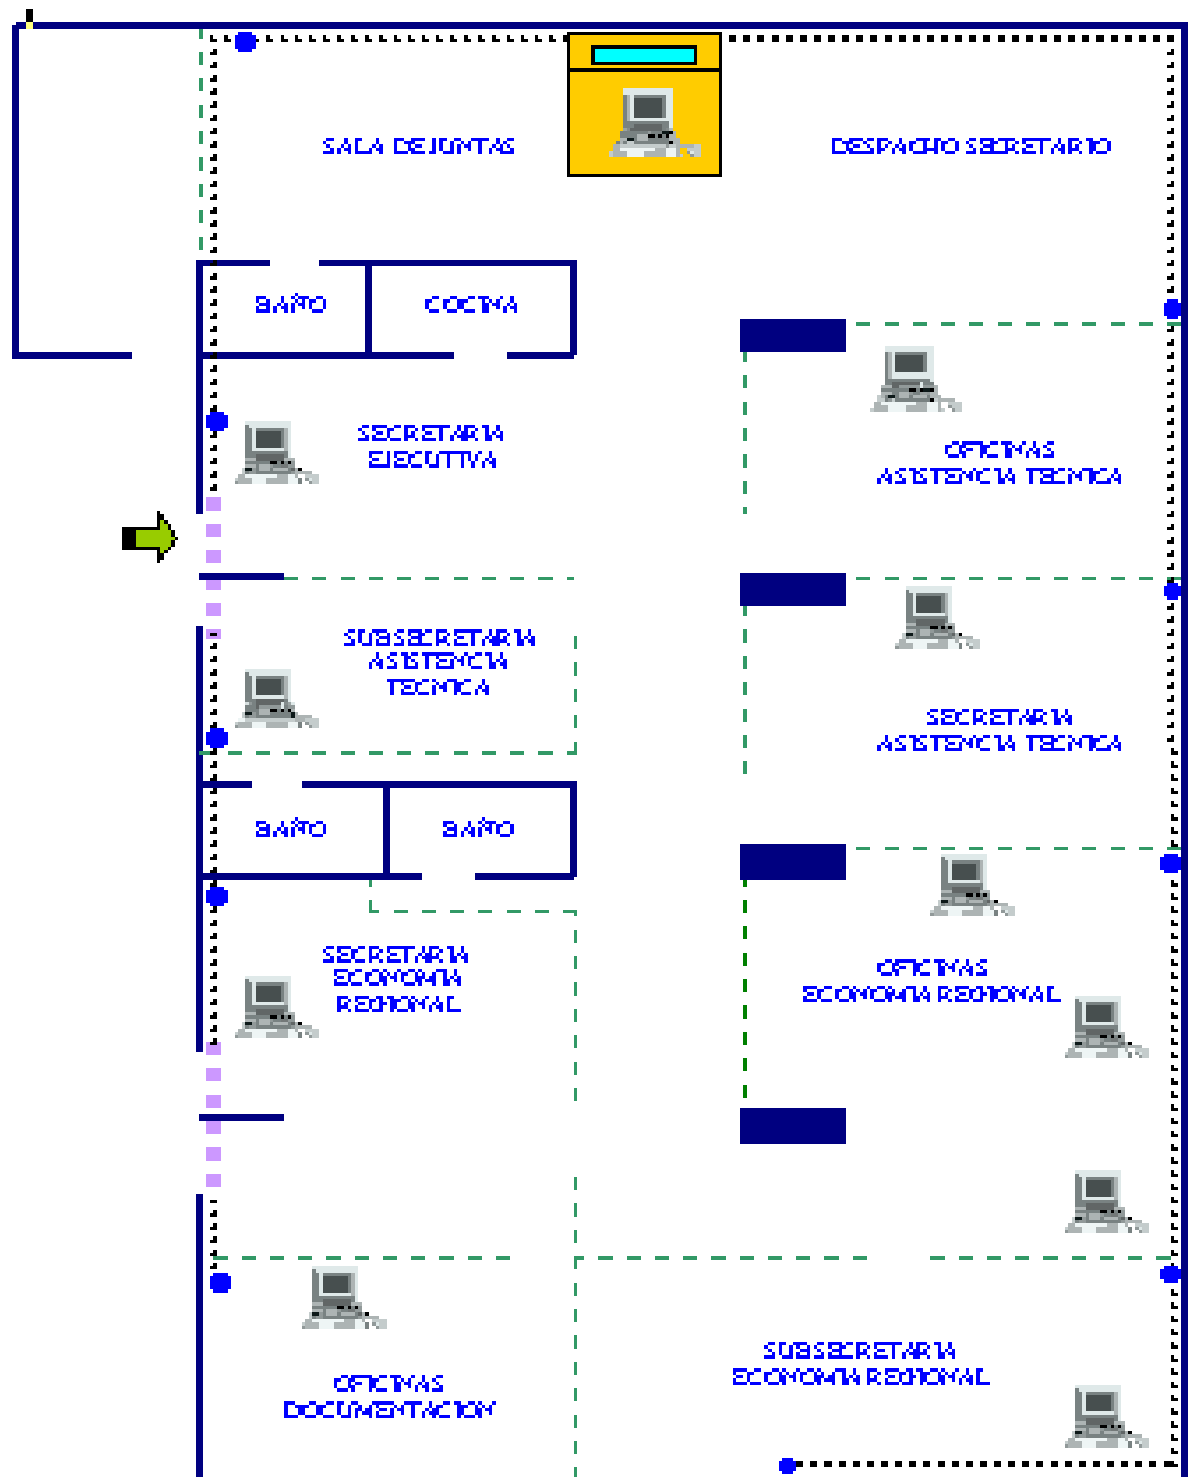 SALA DE JUNTAS
DESPACHO SECRETARIO
BAÑO
COCINA
SECRETARIA
EJECUTIVA
OFICINAS
ASISTENCIA TECNICA
SUBSECRETARIA
ASISTENCIA
TECNICA
SECRETARIA
ASISTENCIA TECNICA
BAÑO
BAÑO
SECRETARIA
ECONOMIA
REGIONAL
OFICINAS
ECONOMIA REGIONAL
SUBSECRETARIA
ECONOMIA REGIONAL
OFICINAS
DOCUMENTACION